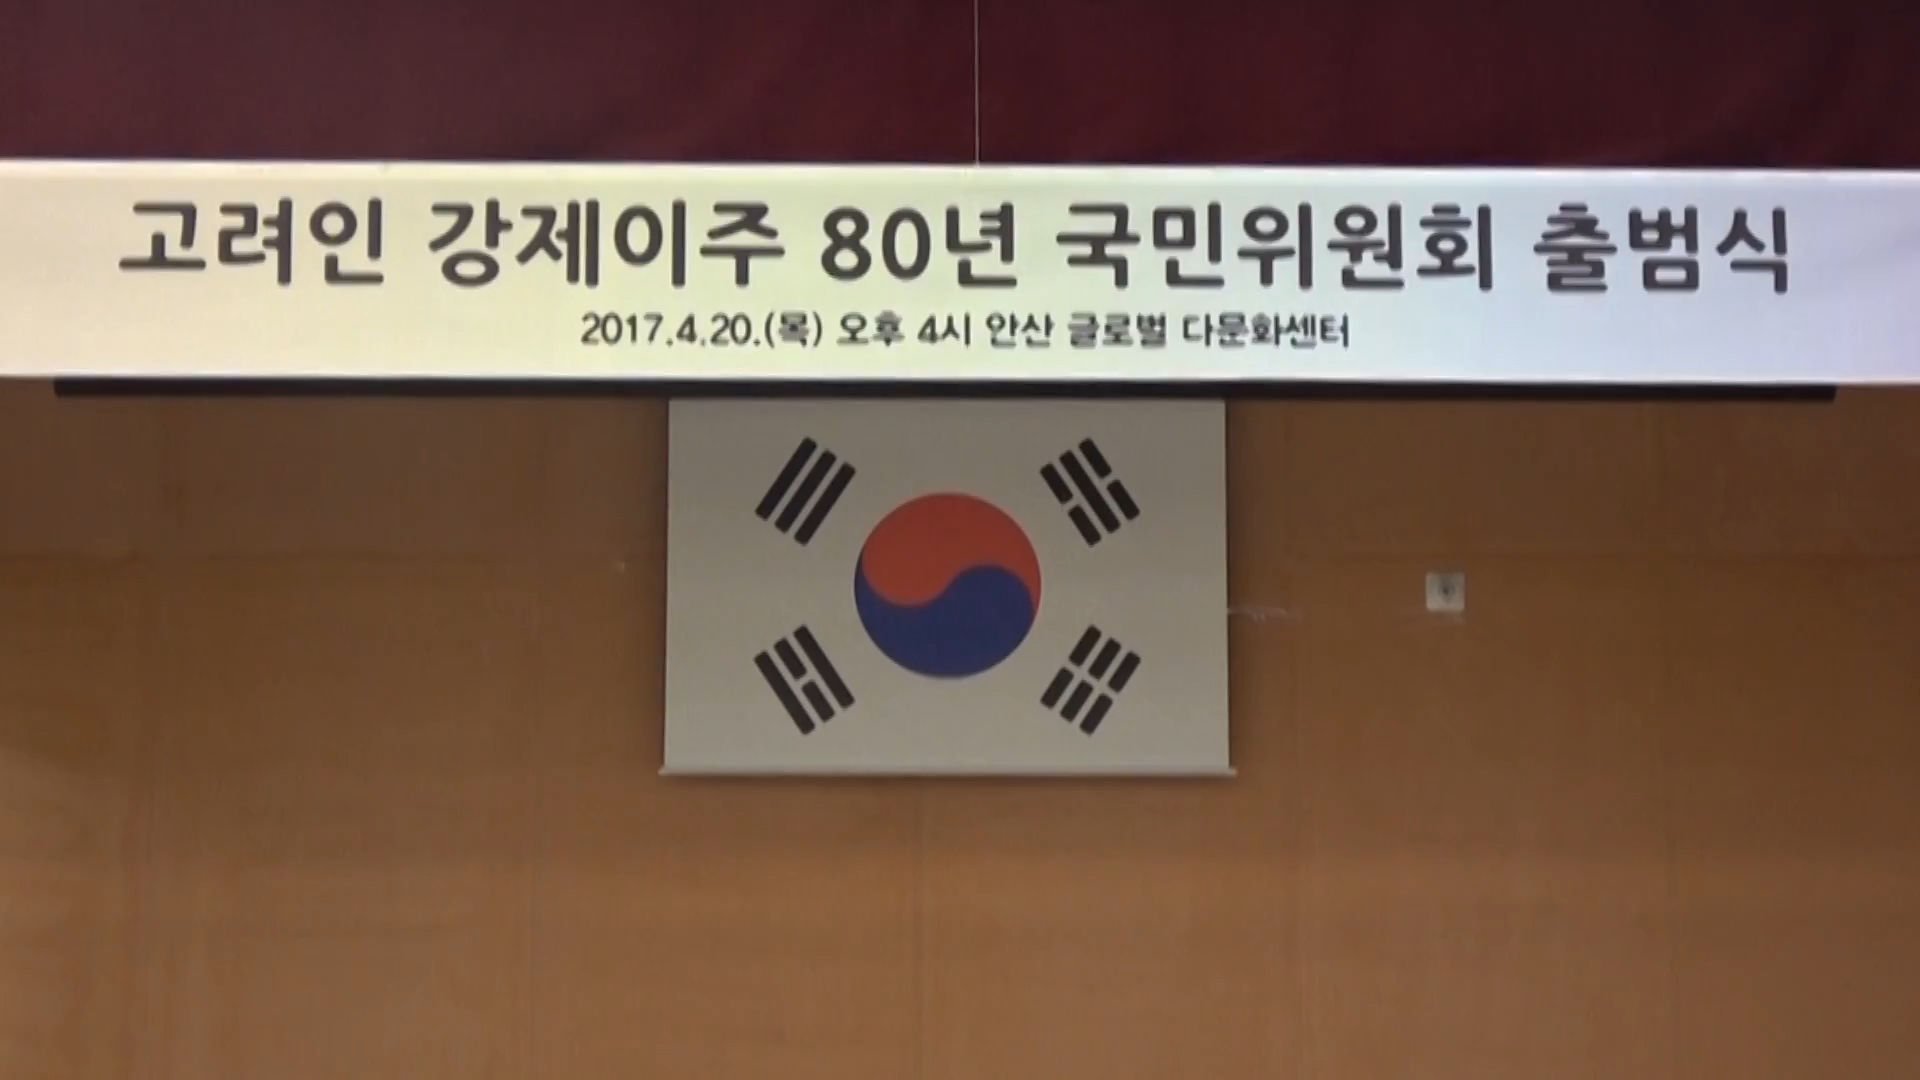 고려인 강제이주 80년 국민위원회 출범식
2017.4.20.(목) 오후 4시 안산 글로벌 다문화센터